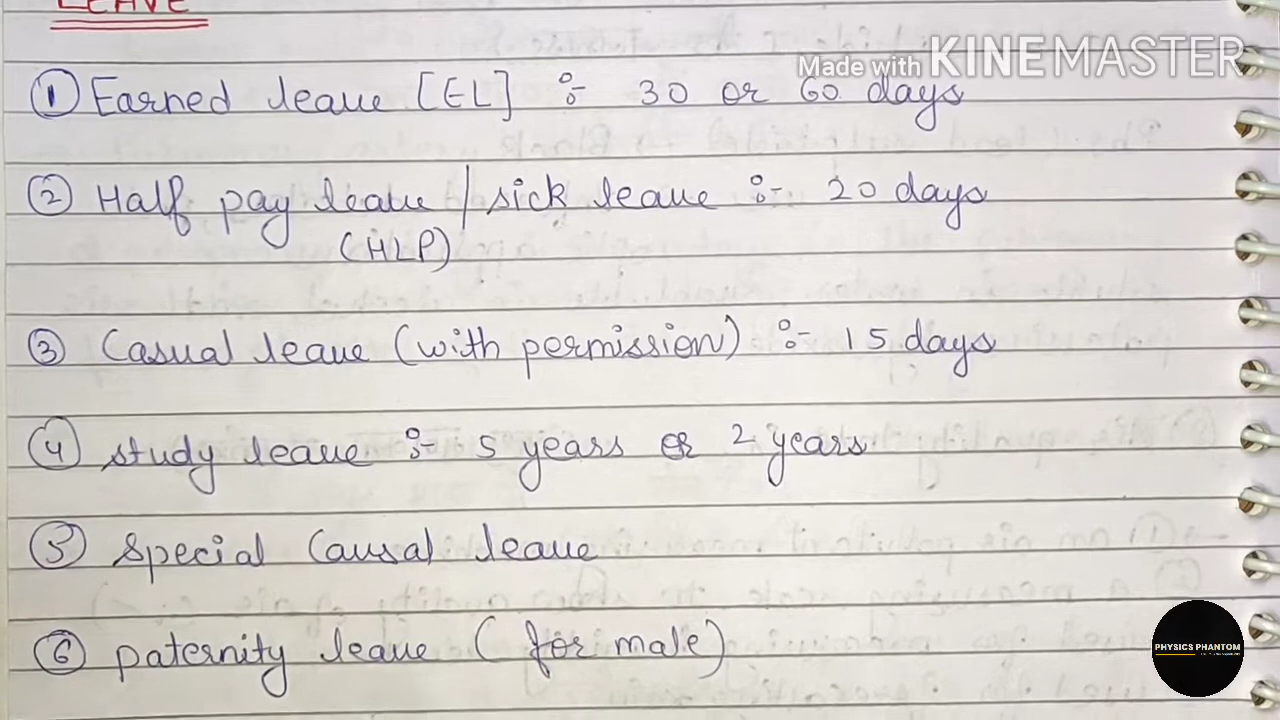 LEAVE
Made with KINEMASTER
① Earned leave [EL] :- 30 or 60 days
② Half pay leave / sick leave :- 20 days
(HLP)
③ Casual leave (with permission) :- 15 days
④ study leave :- 5 years or 2 years
⑤ special Causal leave
⑥ paternity leave ( for male)
PHYSICS PHANTOM